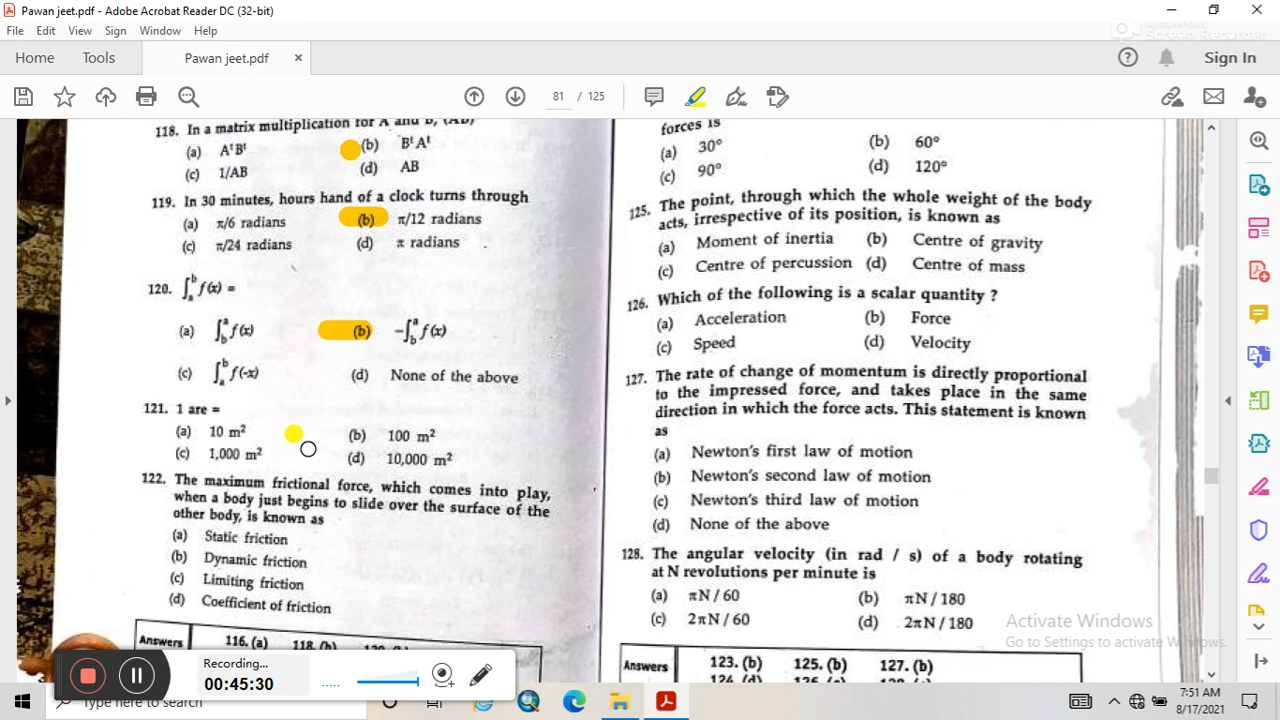 Pawan jeet.pdf - Adobe Acrobat Reader DC (32-bit)
File Edit View Sign Window Help
Screen Recorder
Home Tools Pawan jeet.pdf × Sign In
81 / 125
118. In a matrix multiplication for A and B, (AB)
(a) AᵗBᵗ (b) BᵗAᵗ
(c) 1/AB (d) AB
119. In 30 minutes, hours hand of a clock turns through
(a) π/6 radians (b) π/12 radians
(c) π/24 radians (d) π radians
120. ∫ₐᵇ f(x) =
(a) ∫ᵇᵃ f(x) (b) -∫ᵇᵃ f(x)
(c) ∫ₐᵇ f(-x) (d) None of the above
121. 1 are =
(a) 10 m² (b) 100 m²
(c) 1,000 m² (d) 10,000 m²
122. The maximum frictional force, which comes into play,
when a body just begins to slide over the surface of the
other body, is known as
(a) Static friction
(b) Dynamic friction
(c) Limiting friction
(d) Coefficient of friction
Answers 116. (a) 118. (b)
forces is
(a) 30° (b) 60°
(c) 90° (d) 120°
125. The point, through which the whole weight of the body
acts, irrespective of its position, is known as
(a) Moment of inertia (b) Centre of gravity
(c) Centre of percussion (d) Centre of mass
126. Which of the following is a scalar quantity ?
(a) Acceleration (b) Force
(c) Speed (d) Velocity
127. The rate of change of momentum is directly proportional
to the impressed force, and takes place in the same
direction in which the force acts. This statement is known
as
(a) Newton's first law of motion
(b) Newton's second law of motion
(c) Newton's third law of motion
(d) None of the above
128. The angular velocity (in rad / s) of a body rotating
at N revolutions per minute is
(a) πN / 60 (b) πN / 180
(c) 2πN / 60 (d) 2πN / 180
Answers 123. (b) 125. (b) 127. (b)
Activate Windows
Go to Settings to activate Windows.
Recording...
00:45:30
Type here to search
7:51 AM
8/17/2021